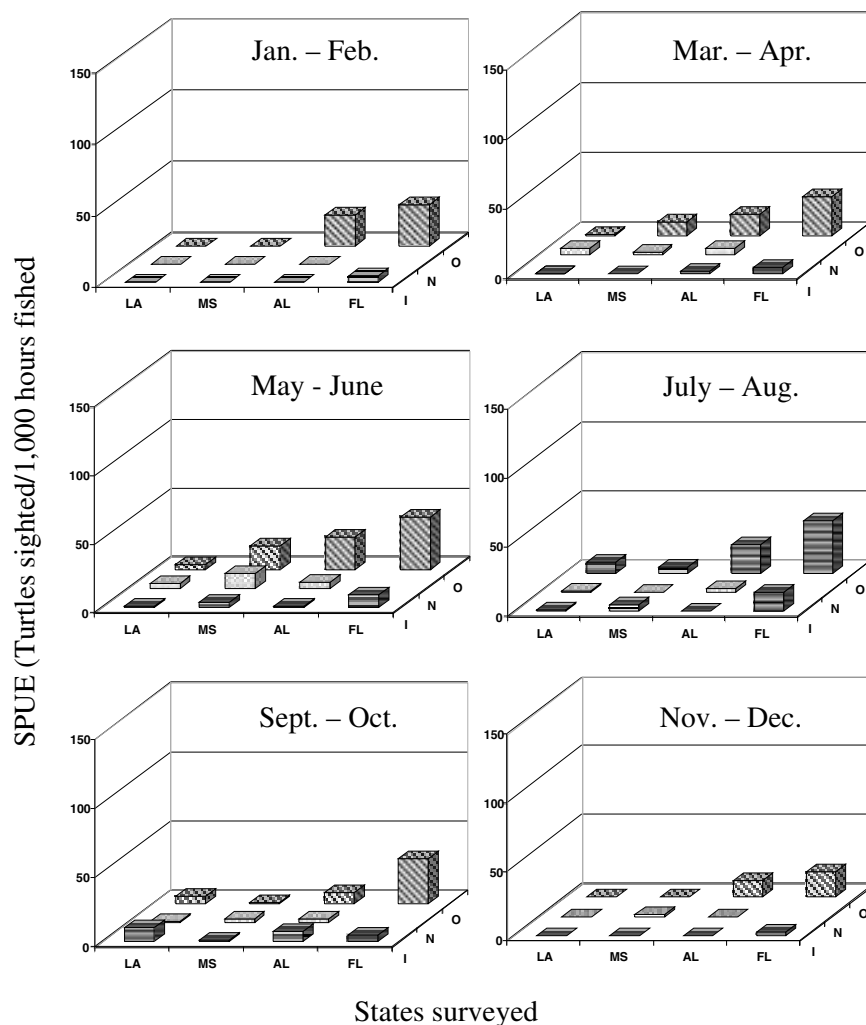 Jan. – Feb.
150
100
50
0
LA MS AL FL
I N O
Mar. – Apr.
150
100
50
0
LA MS AL FL
I N O
May - June
150
100
50
0
LA MS AL FL
I N O
July – Aug.
150
100
50
0
LA MS AL FL
I N O
Sept. – Oct.
150
100
50
0
LA MS AL FL
I N O
Nov. – Dec.
150
100
50
0
LA MS AL FL
I N O
SPUE (Turtles sighted/1,000 hours fished
States surveyed